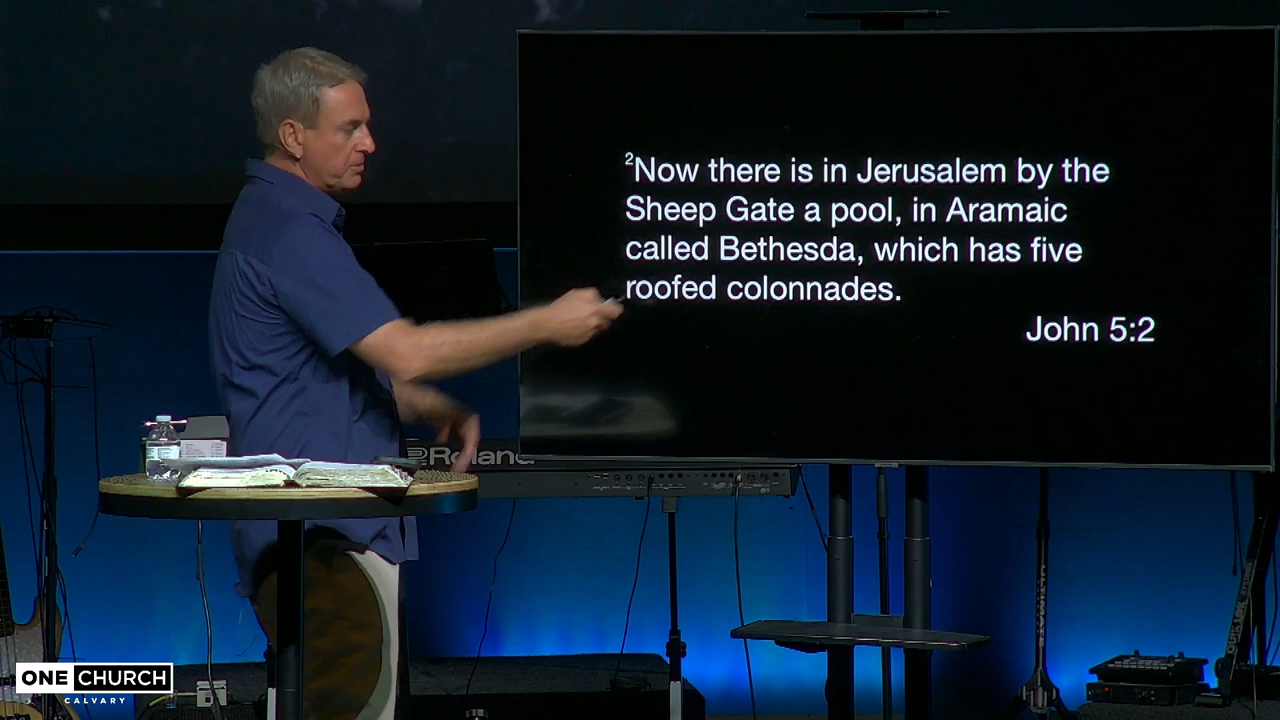 ²Now there is in Jerusalem by the
Sheep Gate a pool, in Aramaic
called Bethesda, which has five
roofed colonnades.
John 5:2
Roland
ONE CHURCH
CALVARY